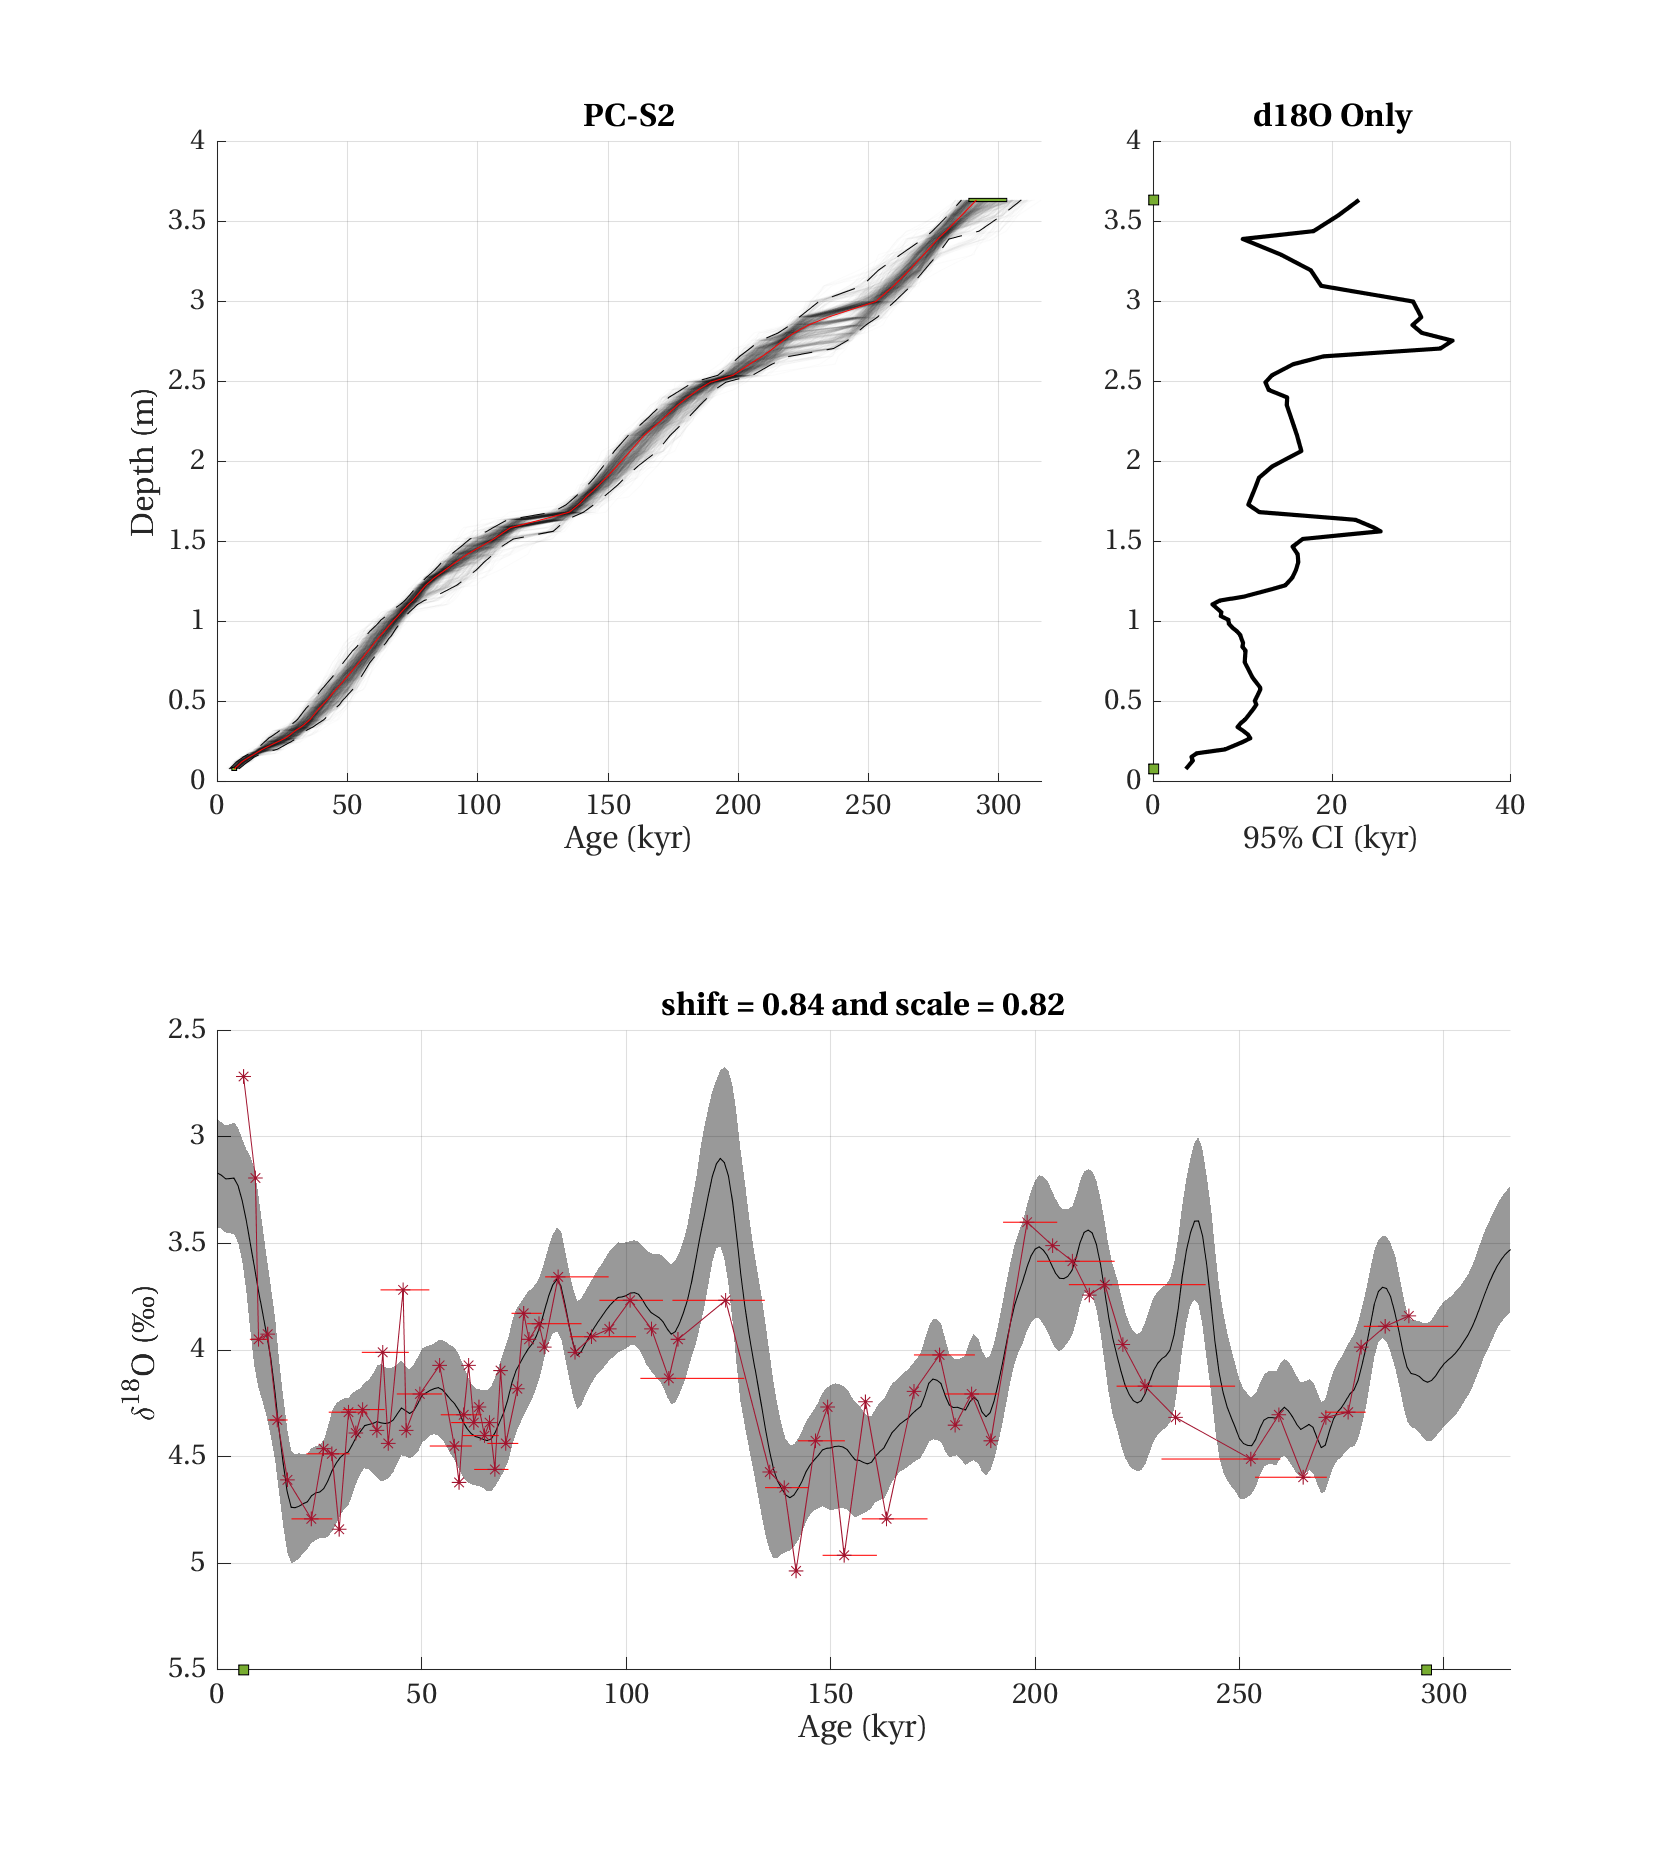 PC-S2
d18O Only
4
3.5
3
2.5
2
1.5
1
0.5
0
Depth (m)
0 50 100 150 200 250 300
Age (kyr)
4
3.5
3
2.5
2
1.5
1
0.5
0
0 20 40
95% CI (kyr)
shift = 0.84 and scale = 0.82
2.5
3
3.5
4
4.5
5
5.5
δ¹⁸O (‰)
0 50 100 150 200 250 300
Age (kyr)